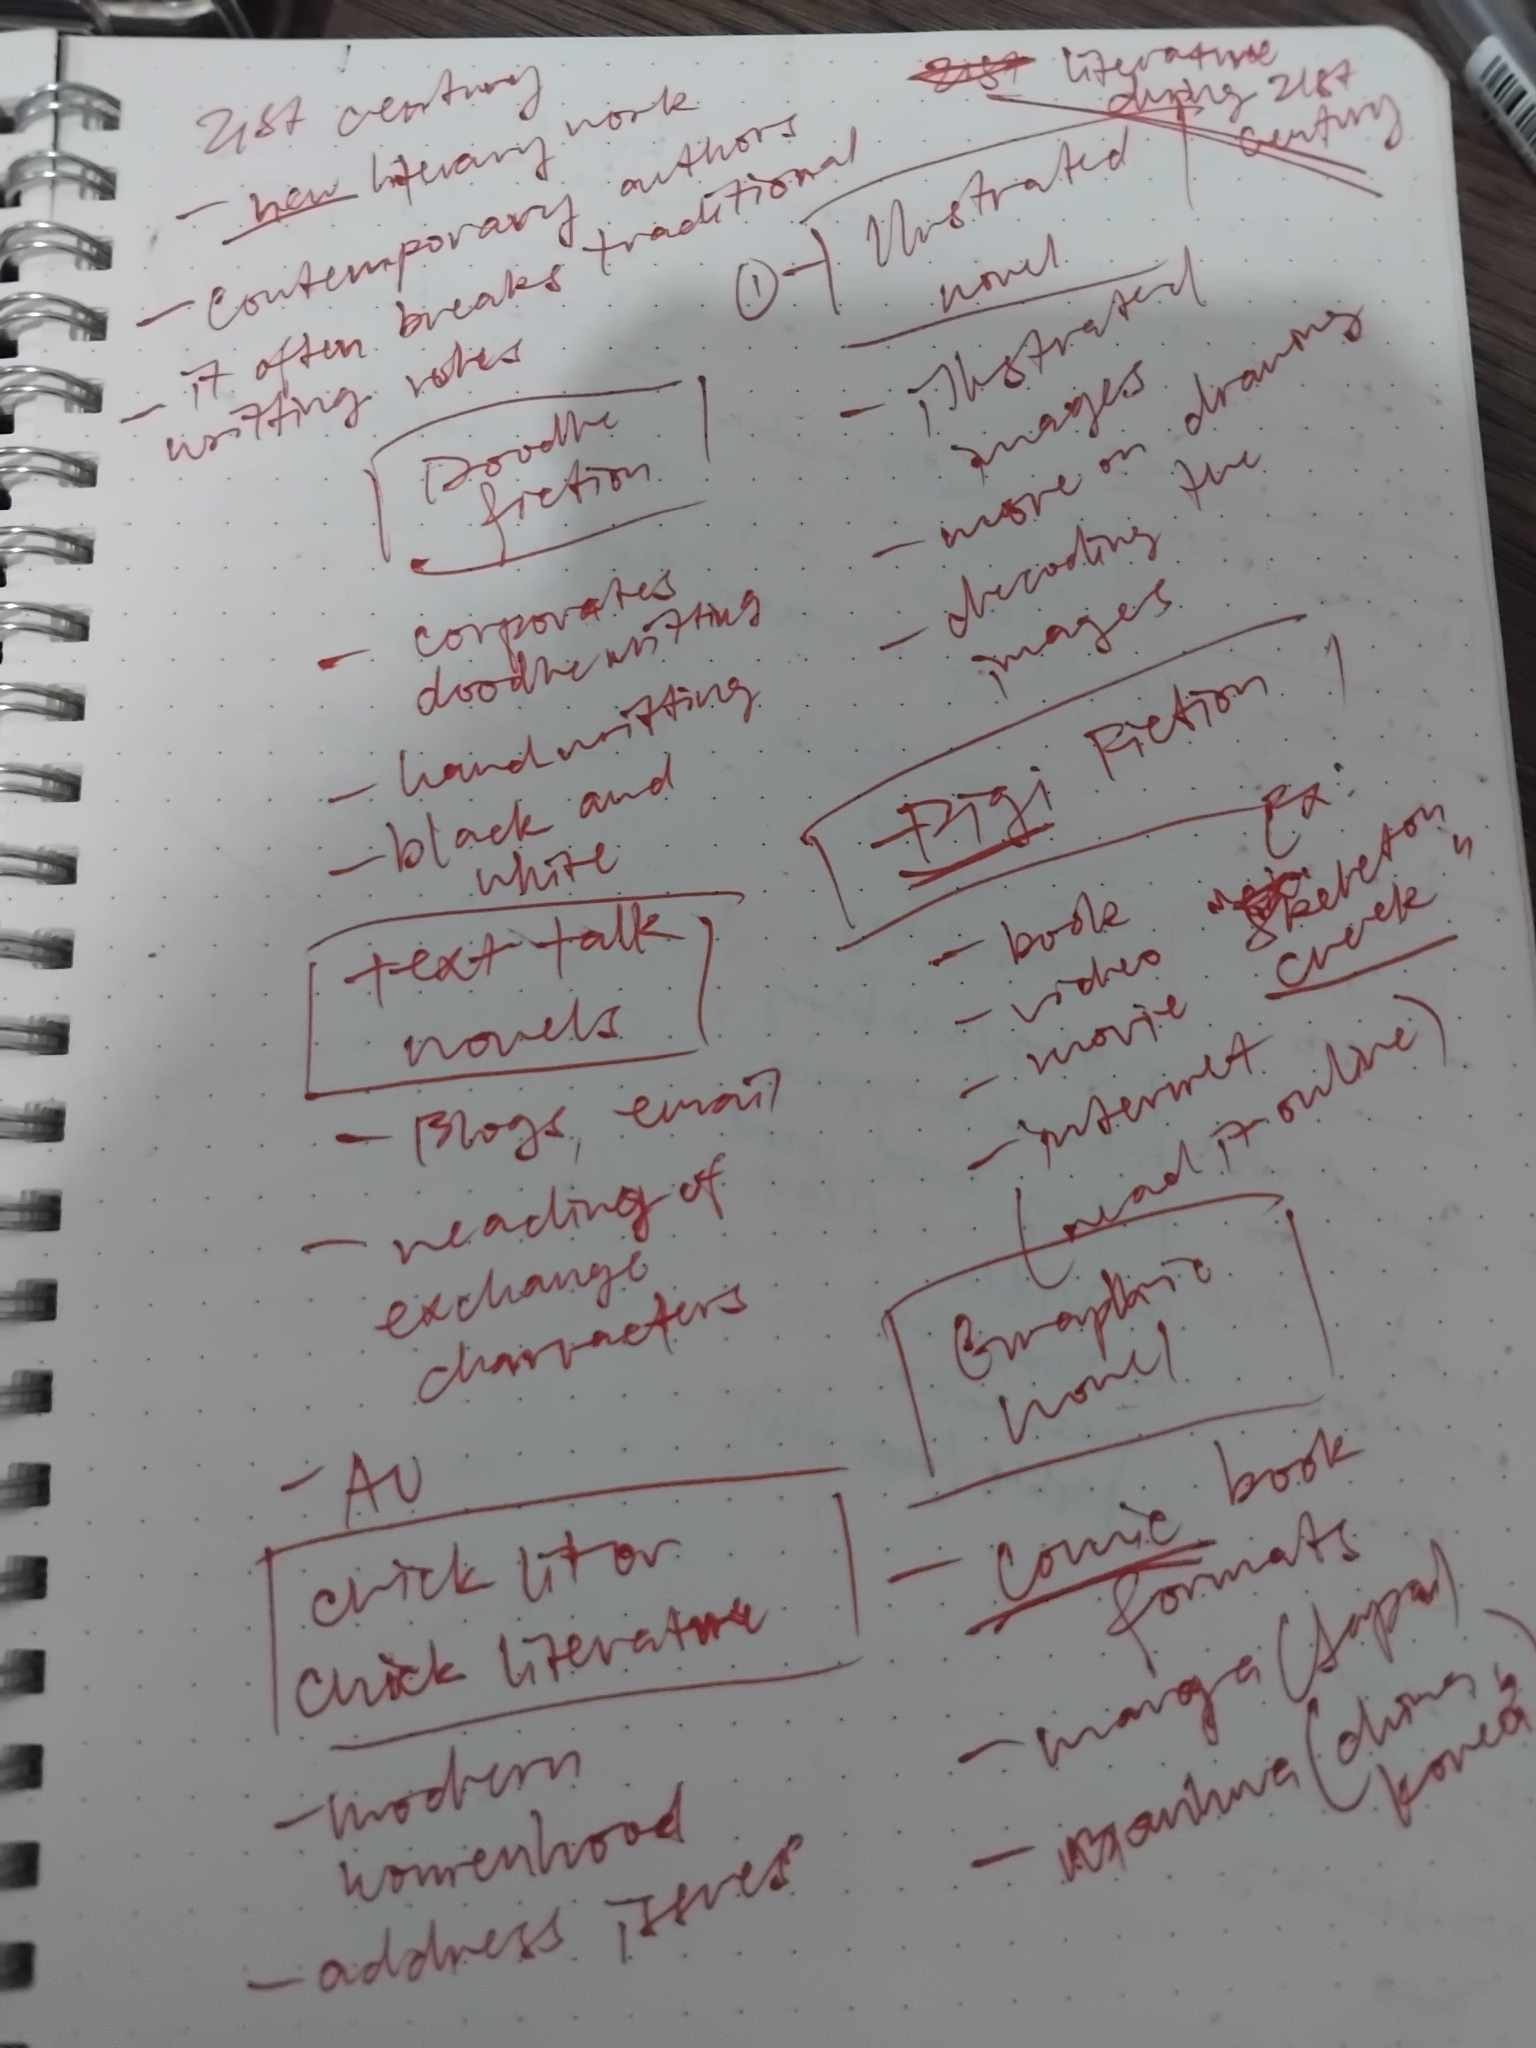 21st century
- new literary work
- contemporary authors
- it often breaks traditional
writting
literature
during 21st
century
① - Illustrated
novel
- illustrated
images
- more on drawing
- decoding the
images
Doodle
fiction
- corporates
doodle writting
- handwritting
- black and
white
Digi Fiction
- book
- video
- movie
- internet
(read it online)
Ex:
"skeleton
creek"
text talk
novels
- Blogs, email
- reading of
exchange
characters
- AU
Graphic
novel
- comic book
formats
- manga (Japan)
- manhwa (china,
korea)
chick lit or
chick literature
- modern
womenhood
- address issues